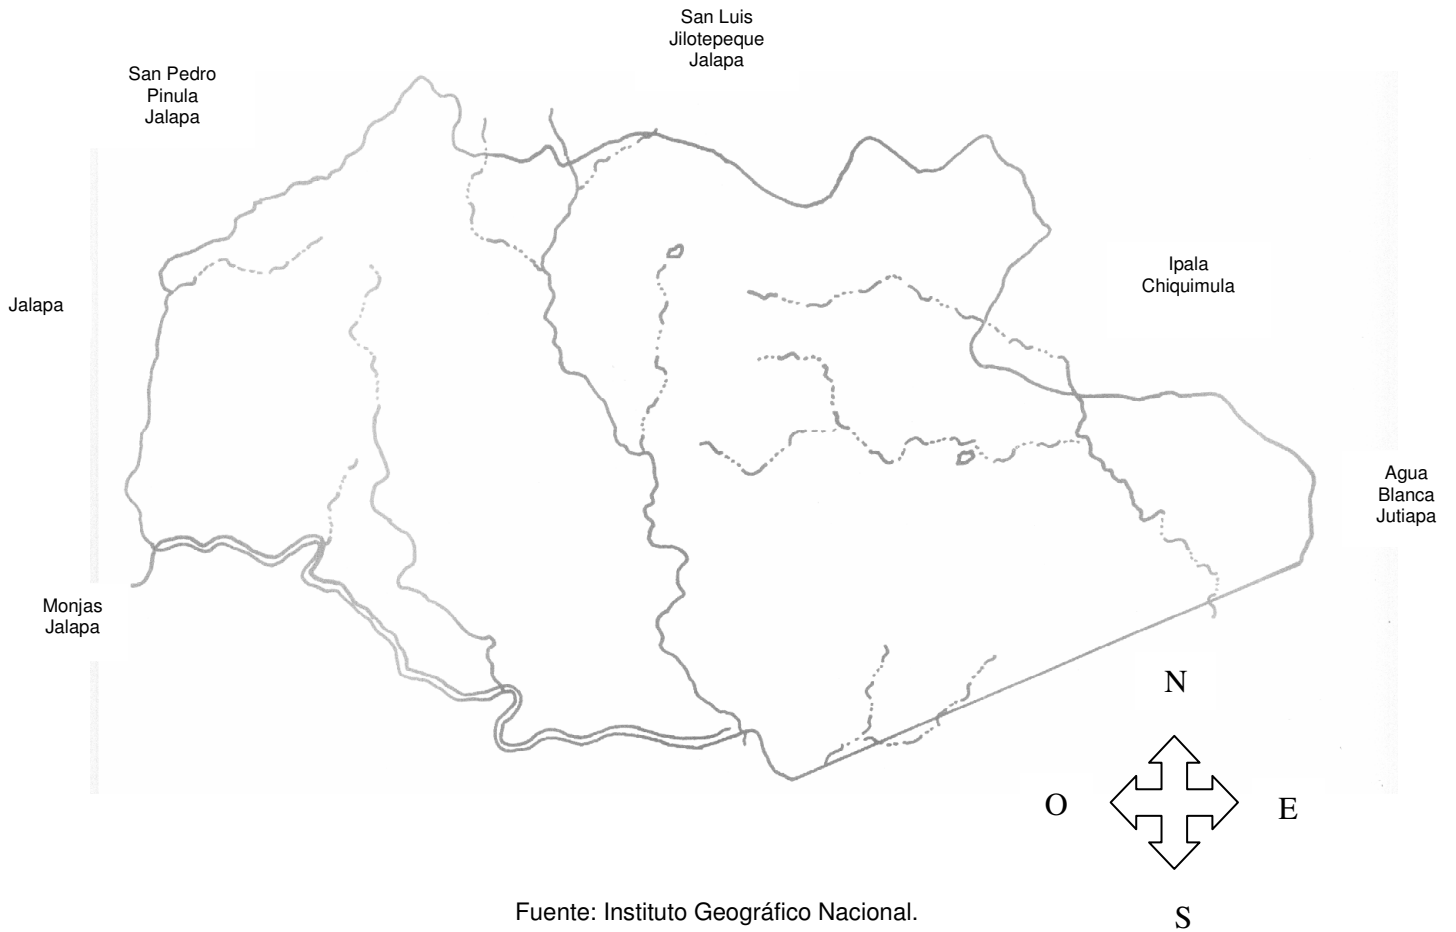 San Luis
Jilotepeque
Jalapa
San Pedro
Pinula
Jalapa
Ipala
Chiquimula
Jalapa
Agua
Blanca
Jutiapa
Monjas
Jalapa
N
O
E
S
Fuente: Instituto Geográfico Nacional.